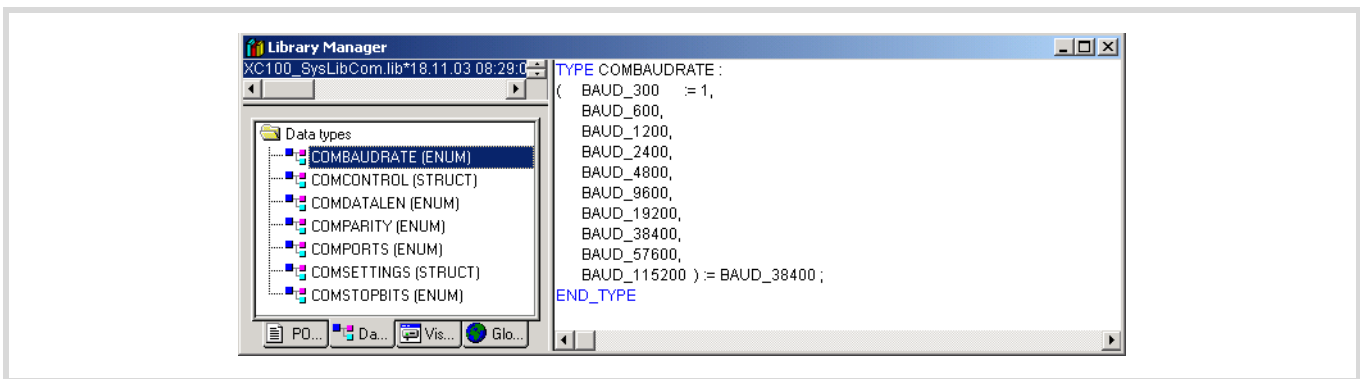 Library Manager
XC100_SysLibCom.lib*18.11.03 08:29:0
Data types
COMBAUDRATE (ENUM)
COMCONTROL (STRUCT)
COMDATALEN (ENUM)
COMPARITY (ENUM)
COMPORTS (ENUM)
COMSETTINGS (STRUCT)
COMSTOPBITS (ENUM)
PO... Da... Vis... Glo...
TYPE COMBAUDRATE :
( BAUD_300 := 1,
BAUD_600,
BAUD_1200,
BAUD_2400,
BAUD_4800,
BAUD_9600,
BAUD_19200,
BAUD_38400,
BAUD_57600,
BAUD_115200 ) := BAUD_38400 ;
END_TYPE